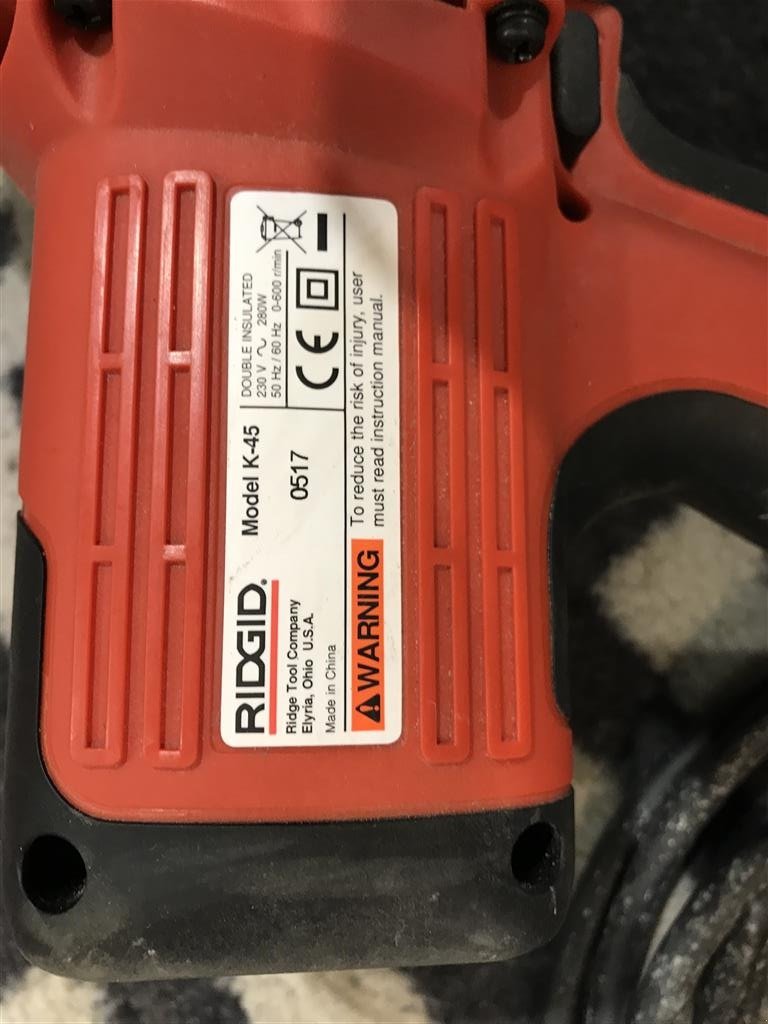 RIDGID.
Ridge Tool Company
Elyria, Ohio U.S.A.
Made in China
Model K-45
0517
DOUBLE INSULATED
230 V ~ 280W
50 Hz / 60 Hz 0-600 r/min
CE
WARNING
To reduce the risk of injury, user
must read instruction manual.